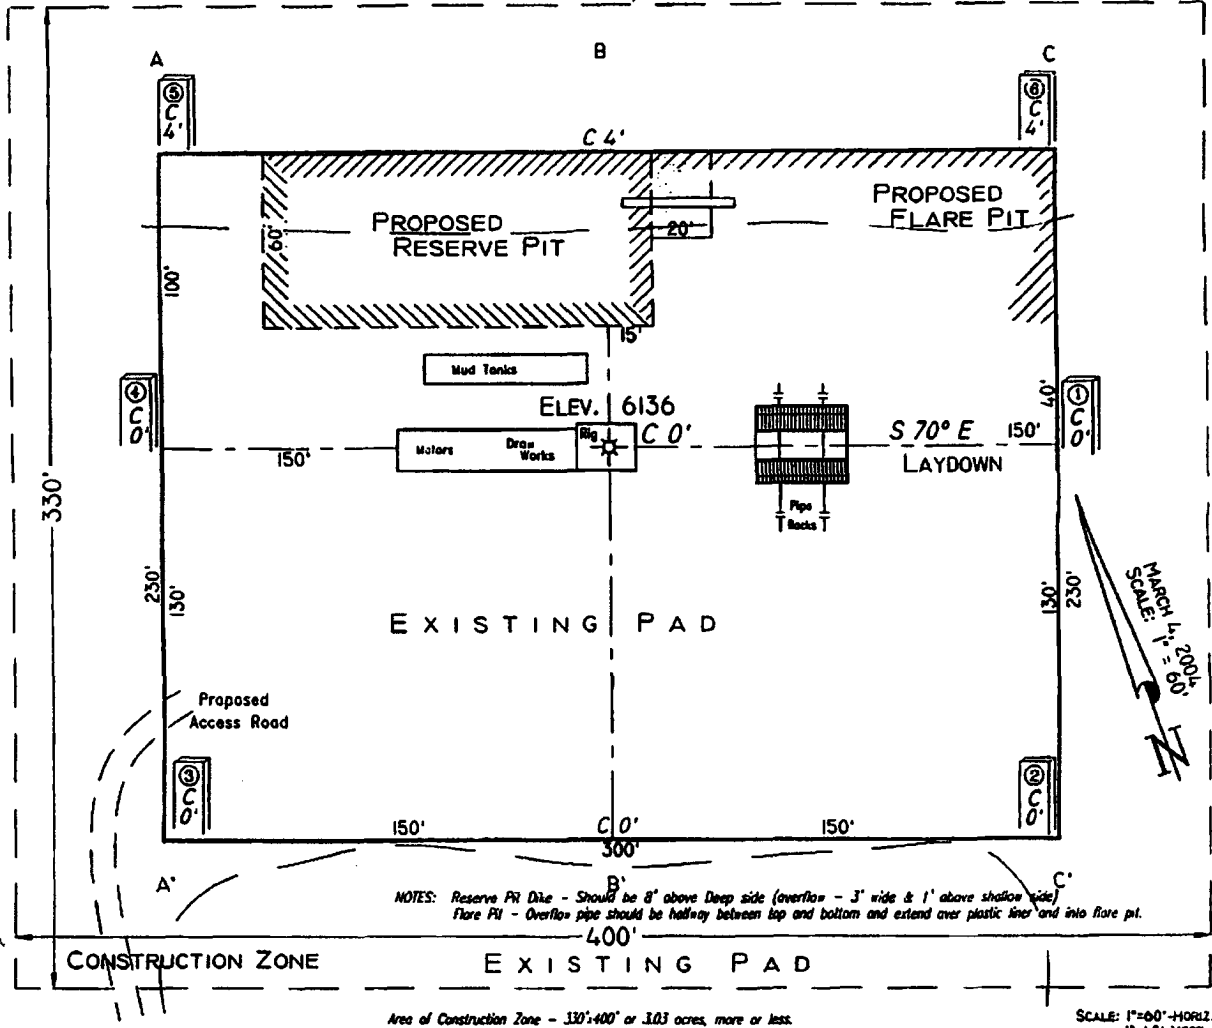 A
B
C
⑤
C
4'
⑥
C
4'
C 4'
PROPOSED
RESERVE PIT
PROPOSED
FLARE PIT
60'
20'
100'
15'
Mud Tanks
④
C
0'
ELEV. 6136
Rig
C 0'
Motors
Draw
Works
150'
S 70° E
150'
LAYDOWN
40'
①
C
0'
Pipe
Racks
330'
230'
130'
130'
230'
EXISTING PAD
MARCH 4, 2004
SCALE: 1" = 60'
N
Proposed
Access Road
③
C
0'
②
C
0'
150'
C 0'
150'
300'
A'
B'
C'
NOTES: Reserve Pit Dike - Should be 8' above Deep side (overflow - 3' wide & 1' above shallow side)
Flare Pit - Overflow pipe should be halfway between top and bottom and extend over plastic liner and into flare pit.
400'
CONSTRUCTION ZONE
EXISTING PAD
Area of Construction Zone - 330'x400' or 3.03 acres, more or less.
SCALE: 1"=60'-HORIZ.